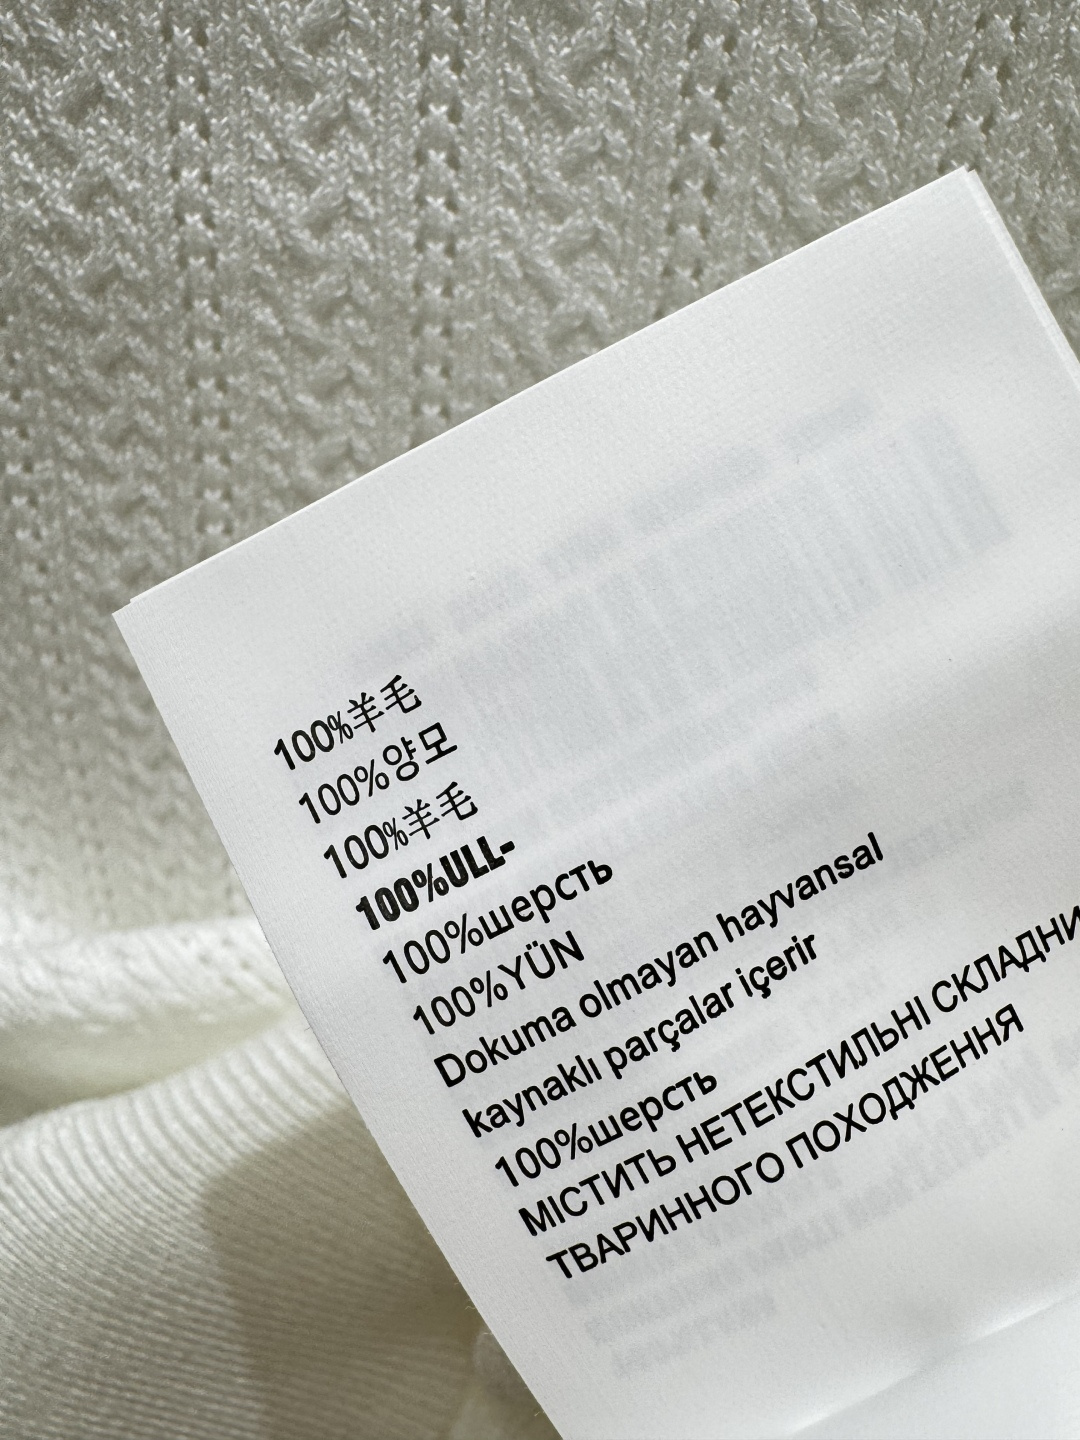 100%羊毛
100%양모
100%羊毛
100%ULL-
100%шерсть
100%YÜN
Dokuma olmayan hayvansal
kaynaklı parçalar içerir
100%шерсть
МІСТИТЬ НЕТЕКСТИЛЬНІ СКЛАДНИ
ТВАРИННОГО ПОХОДЖЕННЯ